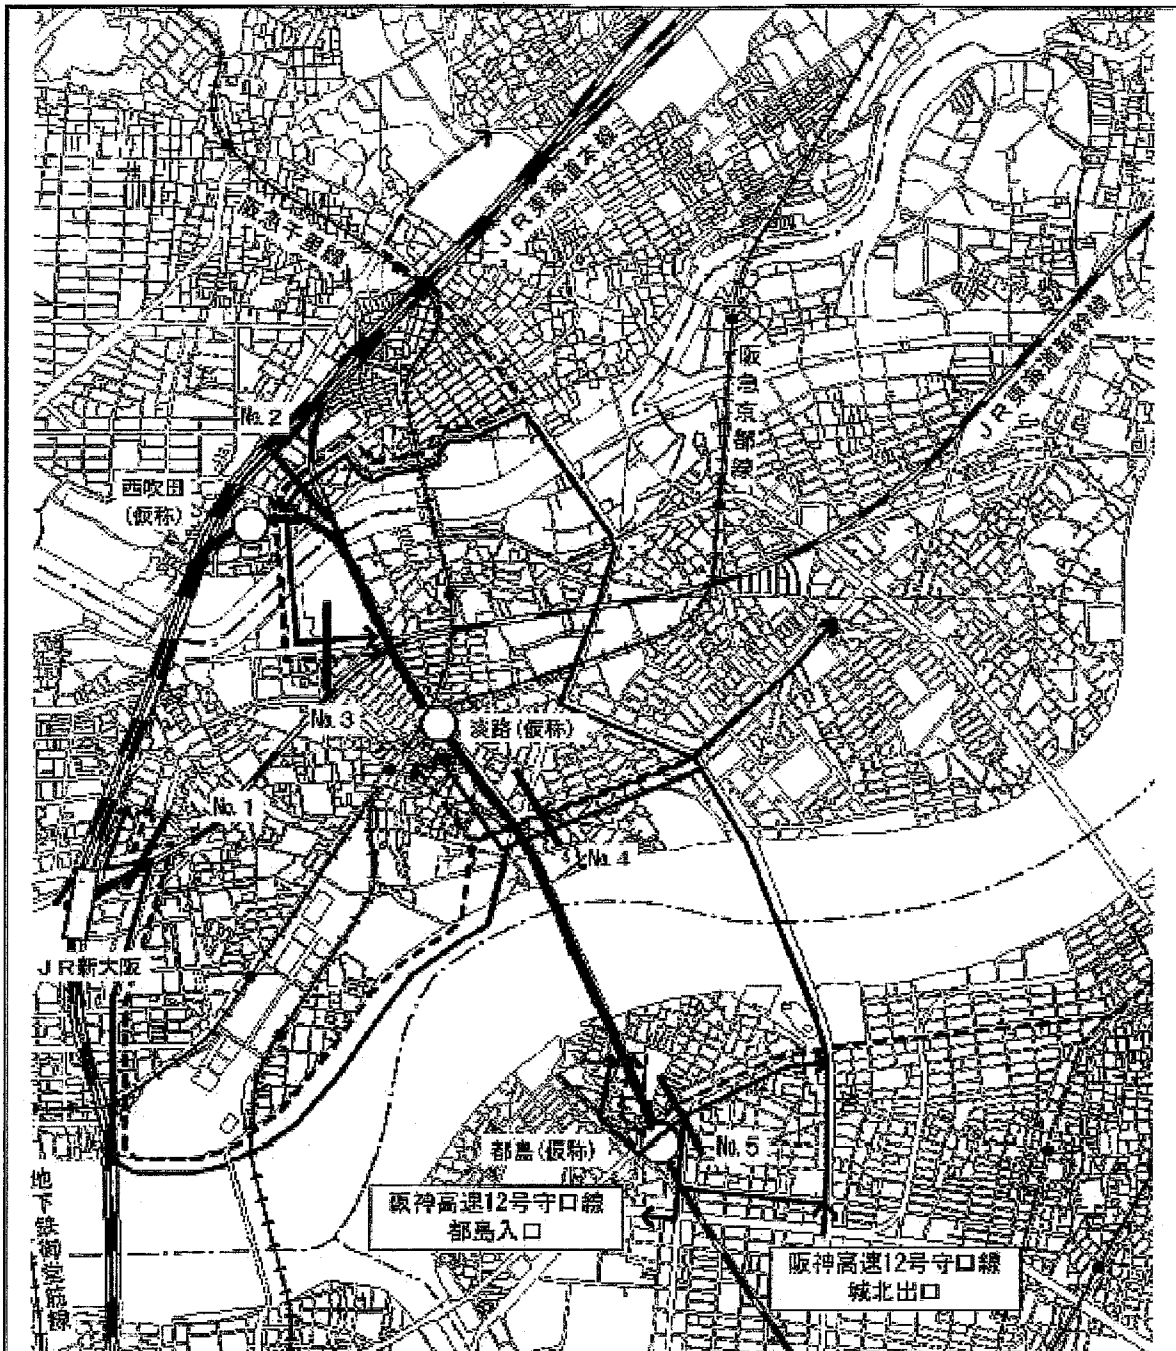 阪急千里線
JR東海道本線
阪急京都線
JR東海道新幹線
No.2
西吹田
(仮称)
No.3
淡路(仮称)
No.1
No.4
JR新大阪
地下鉄御堂筋線
都島(仮称)
No.5
阪神高速12号守口線
都島入口
阪神高速12号守口線
城北出口